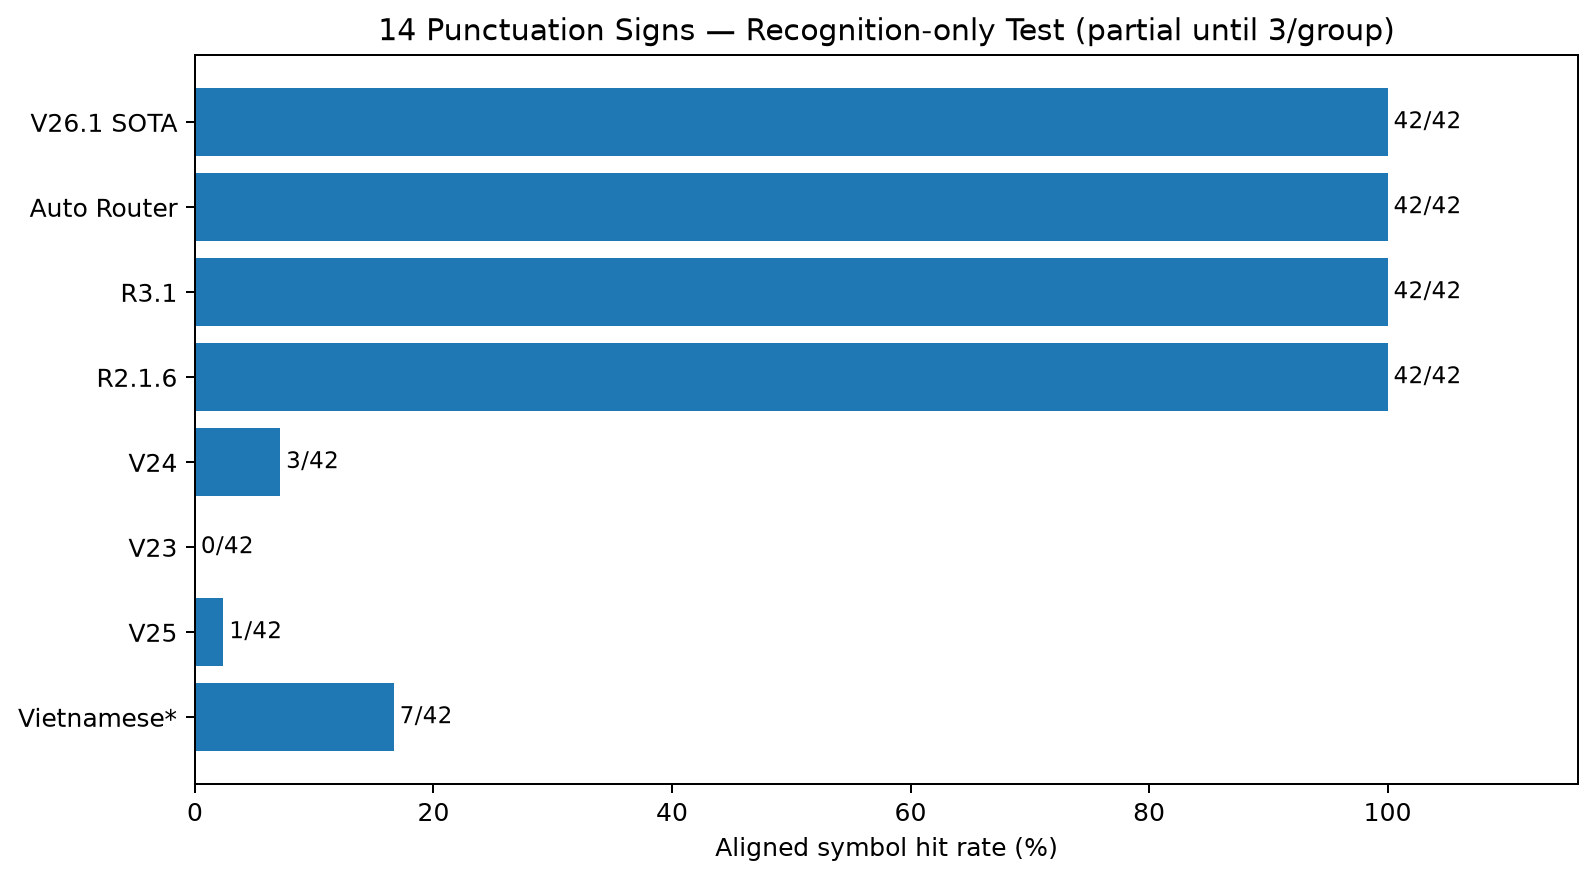 14 Punctuation Signs — Recognition-only Test (partial until 3/group)
V26.1 SOTA 42/42
Auto Router 42/42
R3.1 42/42
R2.1.6 42/42
V24 3/42
V23 0/42
V25 1/42
Vietnamese* 7/42
0 20 40 60 80 100
Aligned symbol hit rate (%)